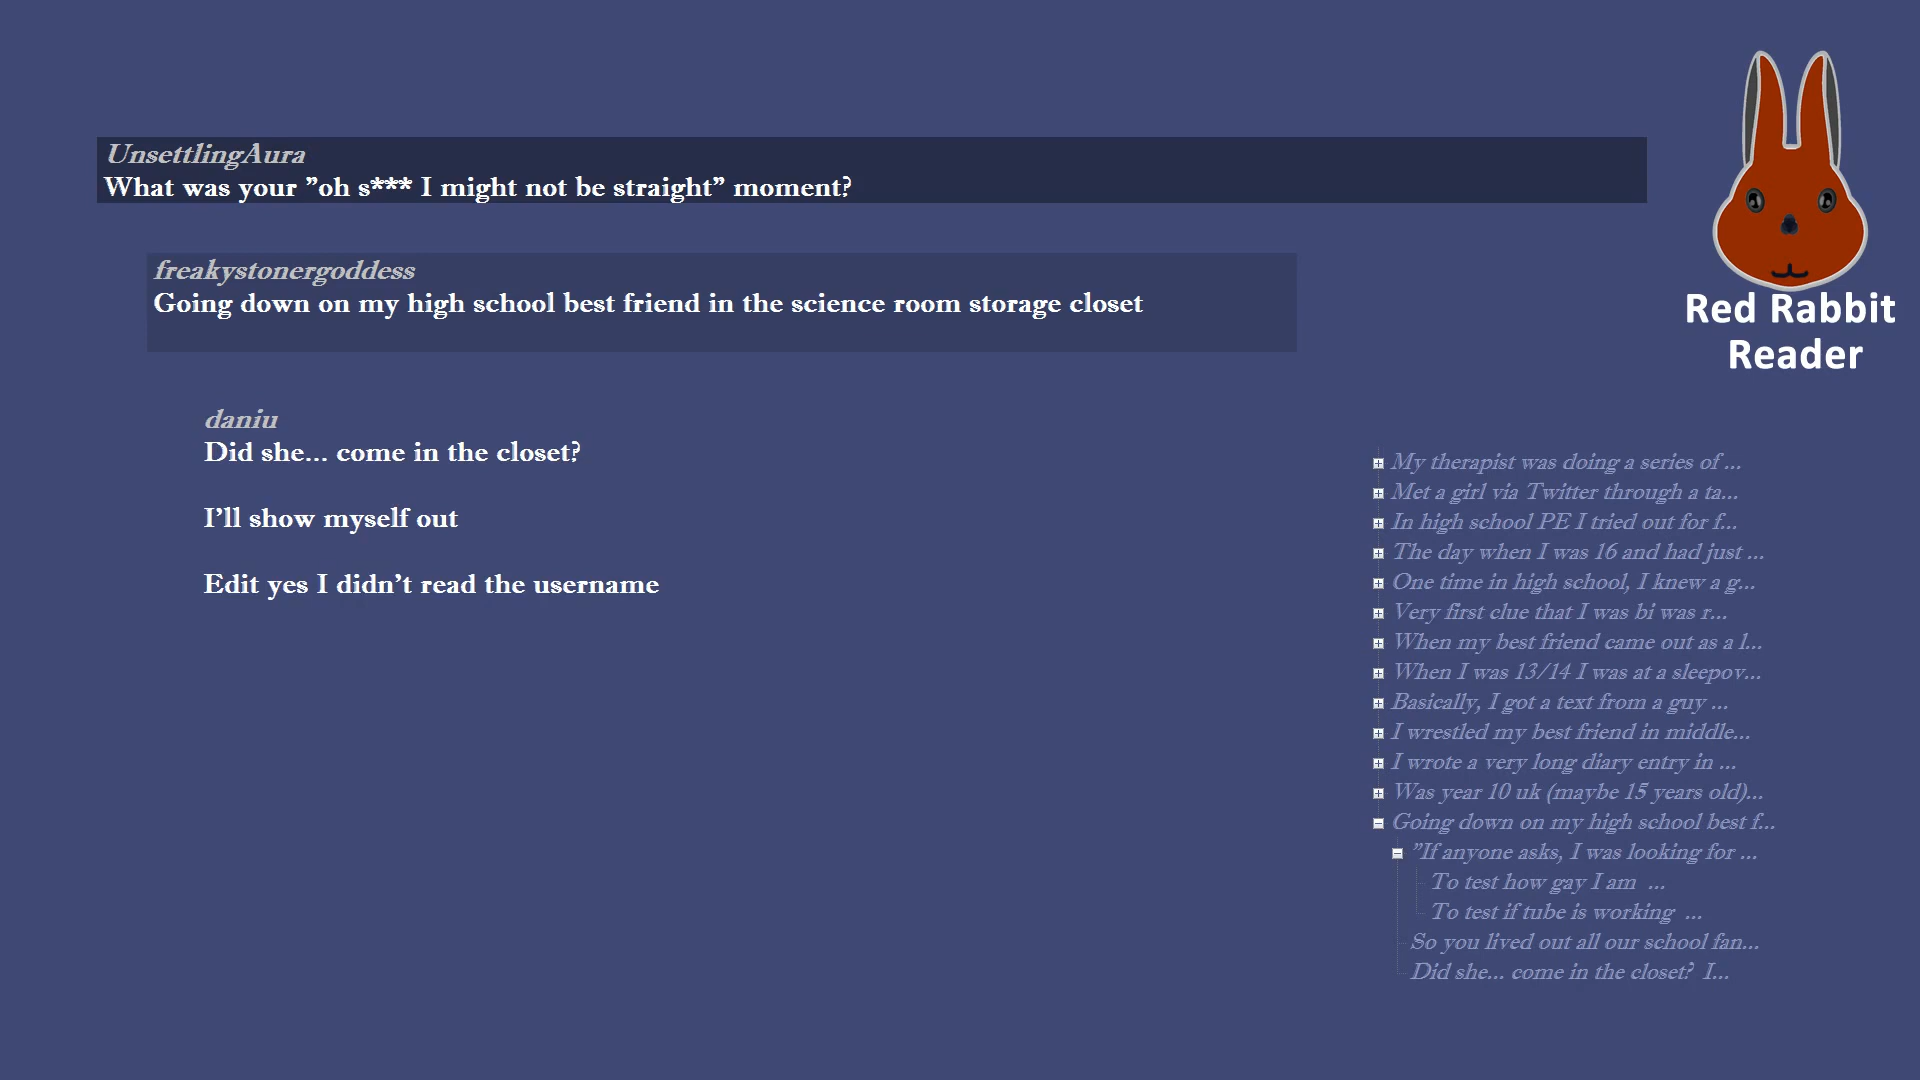 UnsettlingAura
What was your ”oh s*** I might not be straight” moment?
freakystonergoddess
Going down on my high school best friend in the science room storage closet
daniu
Did she... come in the closet?
I’ll show myself out
Edit yes I didn’t read the username
Red Rabbit
Reader
My therapist was doing a series of ...
Met a girl via Twitter through a ta...
In high school PE I tried out for f...
The day when I was 16 and had just ...
One time in high school, I knew a g...
Very first clue that I was bi was r...
When my best friend came out as a l...
When I was 13/14 I was at a sleepov...
Basically, I got a text from a guy ...
I wrestled my best friend in middle...
I wrote a very long diary entry in ...
Was year 10 uk (maybe 15 years old)...
Going down on my high school best f...
”If anyone asks, I was looking for ...
To test how gay I am ...
To test if tube is working ...
So you lived out all our school fan...
Did she... come in the closet? I...